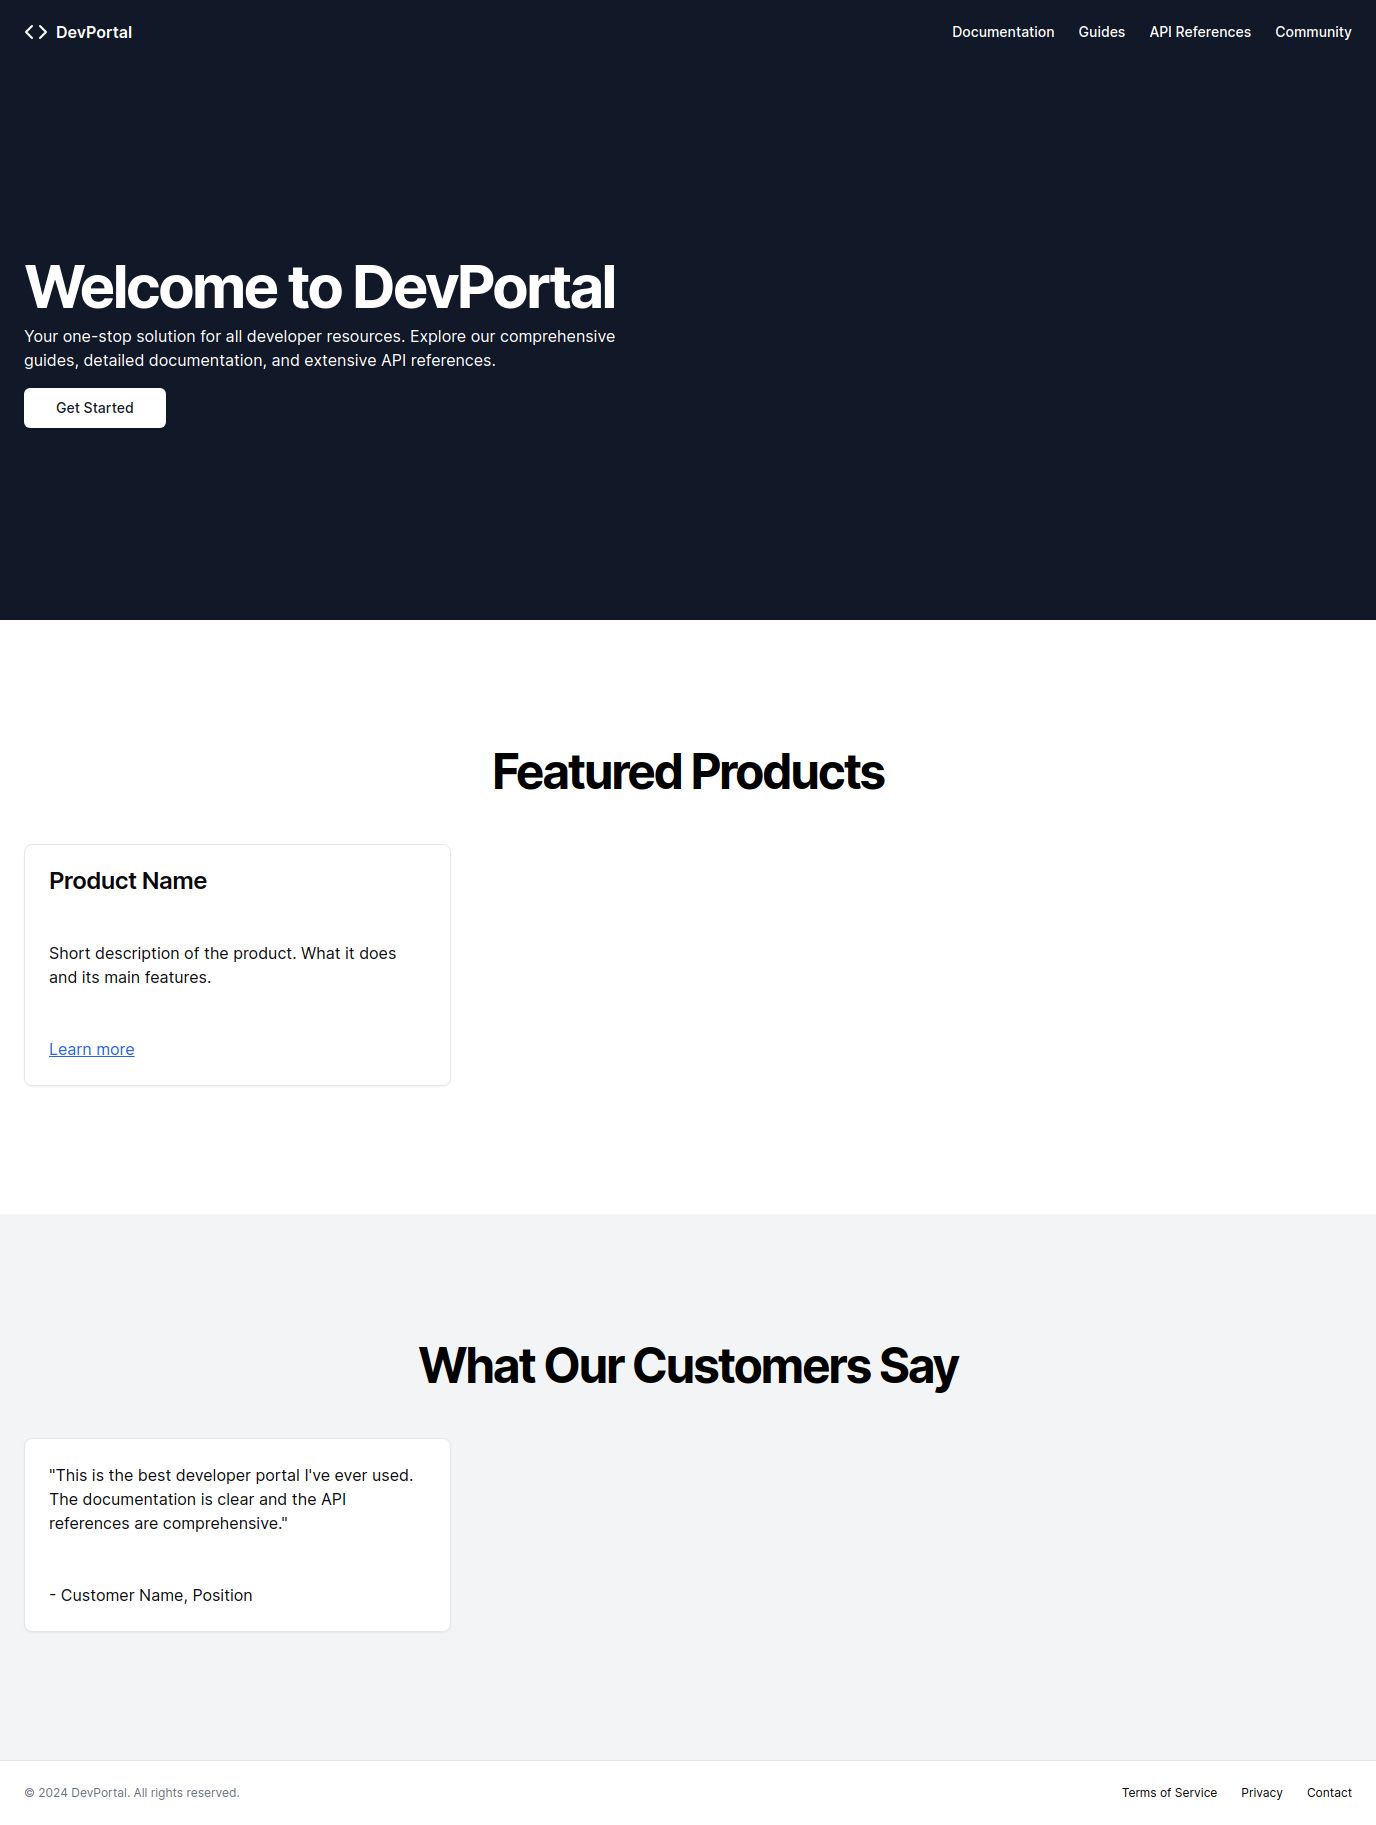 DevPortal
Documentation Guides API References Community
Welcome to DevPortal
Your one-stop solution for all developer resources. Explore our comprehensive
guides, detailed documentation, and extensive API references.
Get Started
Featured Products
Product Name
Short description of the product. What it does
and its main features.
Learn more
What Our Customers Say
"This is the best developer portal I've ever used.
The documentation is clear and the API
references are comprehensive."
- Customer Name, Position
© 2024 DevPortal. All rights reserved.
Terms of Service Privacy Contact